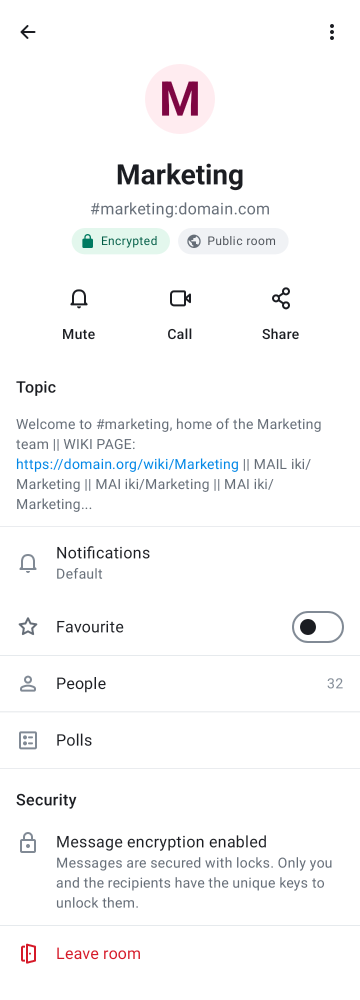 M
Marketing
#marketing:domain.com
Encrypted
Public room
Mute
Call
Share
Topic
Welcome to #marketing, home of the Marketing
team || WIKI PAGE:
https://domain.org/wiki/Marketing || MAIL iki/
Marketing || MAI iki/Marketing || MAI iki/
Marketing...
Notifications
Default
Favourite
People 32
Polls
Security
Message encryption enabled
Messages are secured with locks. Only you
and the recipients have the unique keys to
unlock them.
Leave room